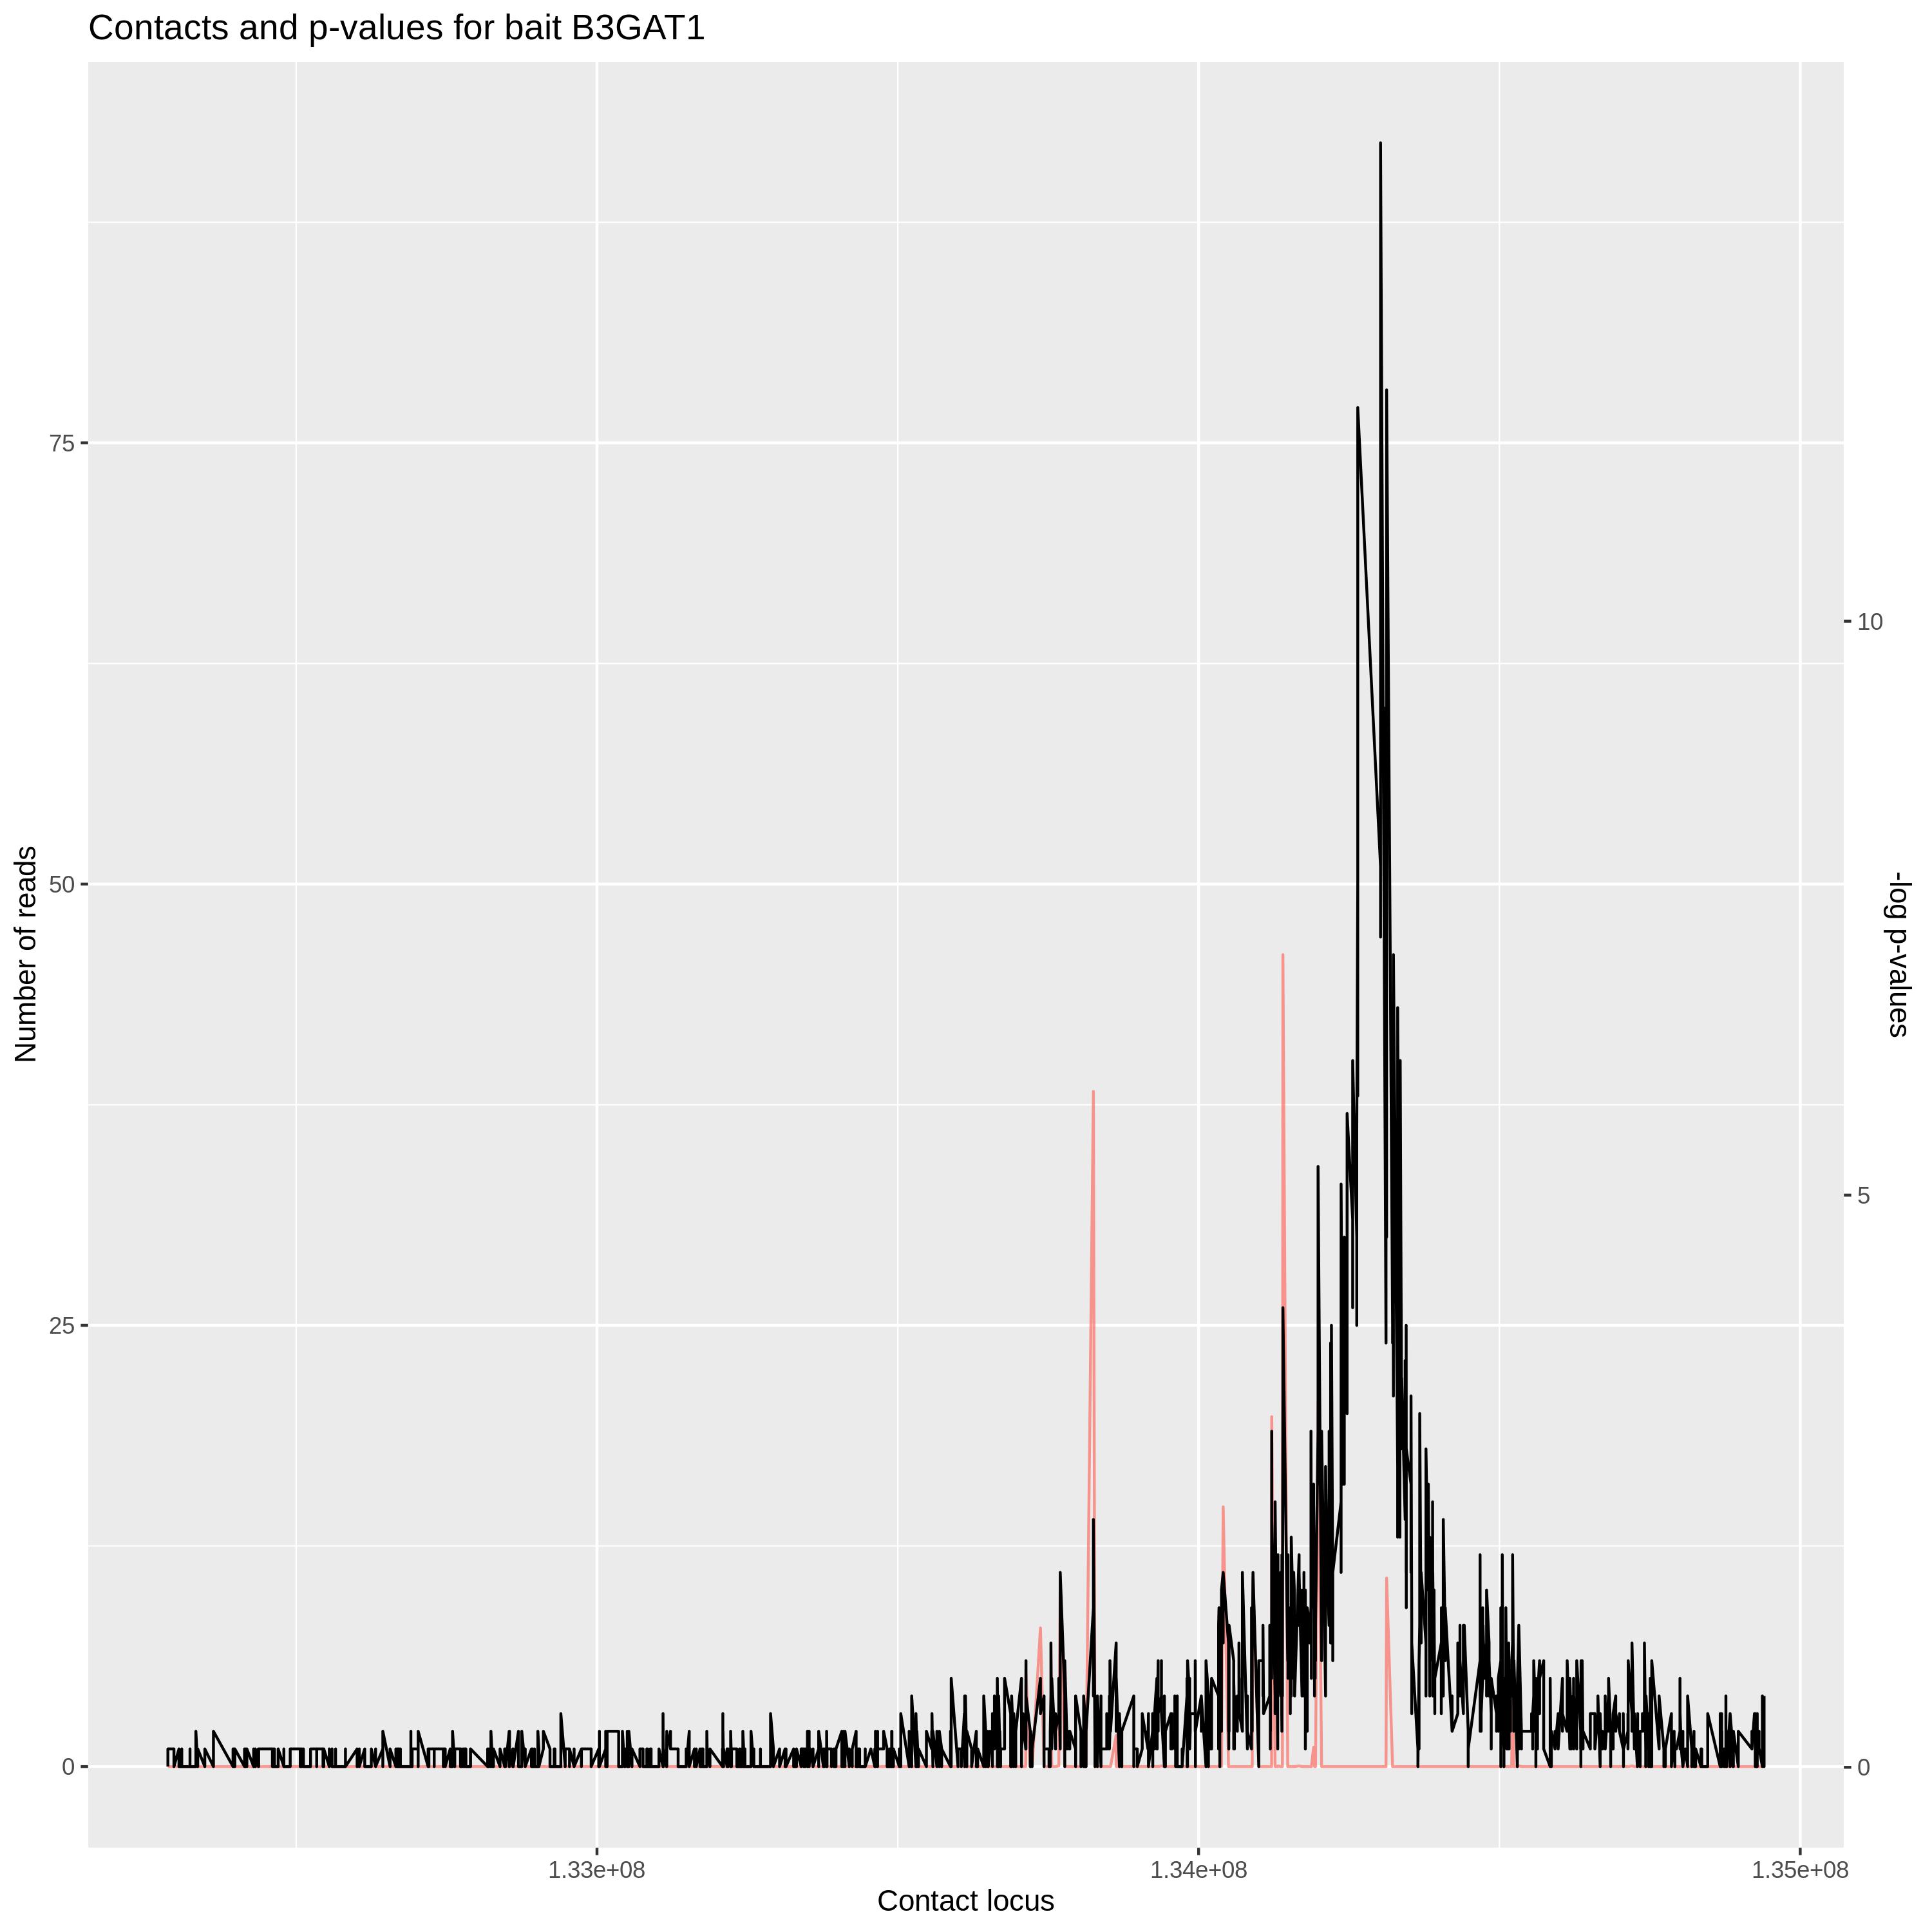 Contacts and p-values for bait B3GAT1
Number of reads
75
50
25
0
10
5
0
-log p-values
1.33e+08
1.34e+08
1.35e+08
Contact locus